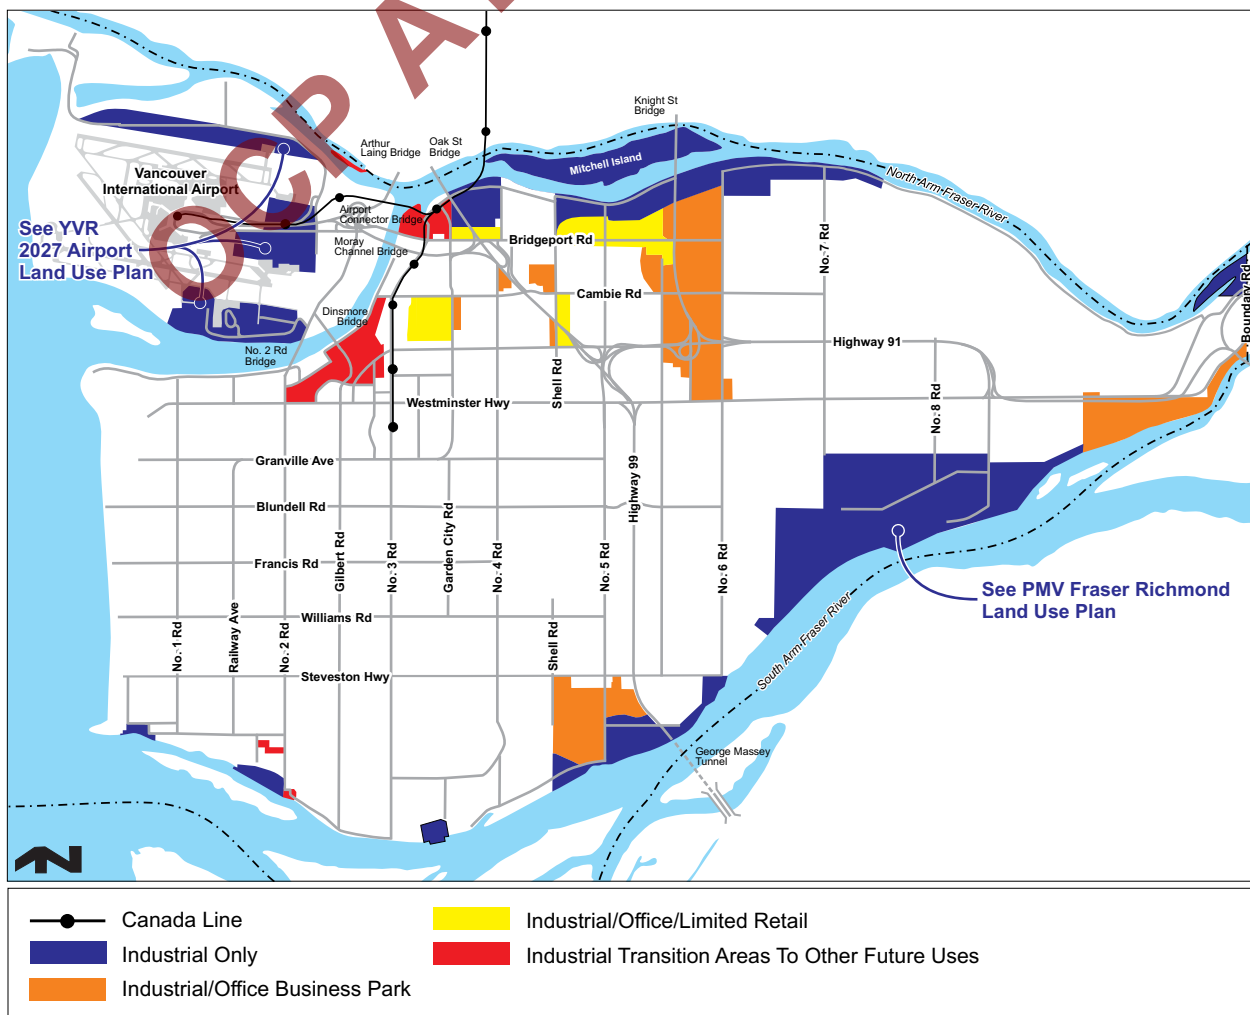 OCP A
Knight St
Bridge
Arthur
Laing Bridge
Oak St
Bridge
Mitchell Island
North Arm Fraser River
Vancouver
International Airport
Airport
Connector Bridge
See YVR
2027 Airport
Land Use Plan
Moray
Channel Bridge
Bridgeport Rd
No. 7 Rd
Boundary Rd
Cambie Rd
Dinsmore
Bridge
No. 2 Rd
Bridge
Highway 91
Shell Rd
No. 8 Rd
Westminster Hwy
Granville Ave
Highway 99
Blundell Rd
Francis Rd
Gilbert Rd
No. 3 Rd
Garden City Rd
No. 4 Rd
No. 5 Rd
No. 6 Rd
See PMV Fraser Richmond
Land Use Plan
Williams Rd
No. 1 Rd
Railway Ave
No. 2 Rd
Shell Rd
South Arm Fraser River
Steveston Hwy
George Massey
Tunnel
N
Canada Line
Industrial Only
Industrial/Office Business Park
Industrial/Office/Limited Retail
Industrial Transition Areas To Other Future Uses